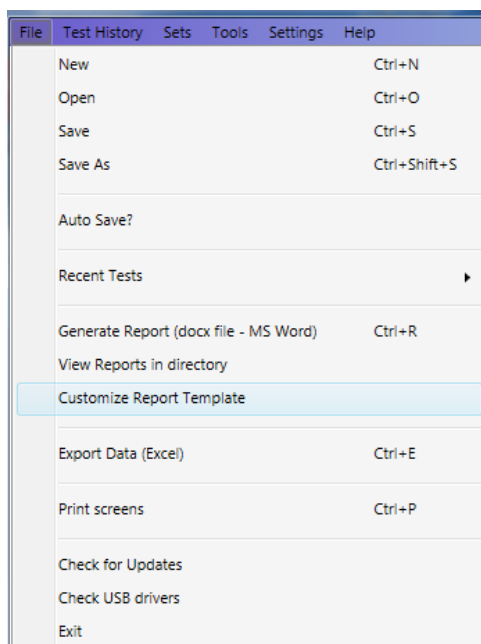 File Test History Sets Tools Settings Help
New Ctrl+N
Open Ctrl+O
Save Ctrl+S
Save As Ctrl+Shift+S
Auto Save?
Recent Tests
Generate Report (docx file - MS Word) Ctrl+R
View Reports in directory
Customize Report Template
Export Data (Excel) Ctrl+E
Print screens Ctrl+P
Check for Updates
Check USB drivers
Exit